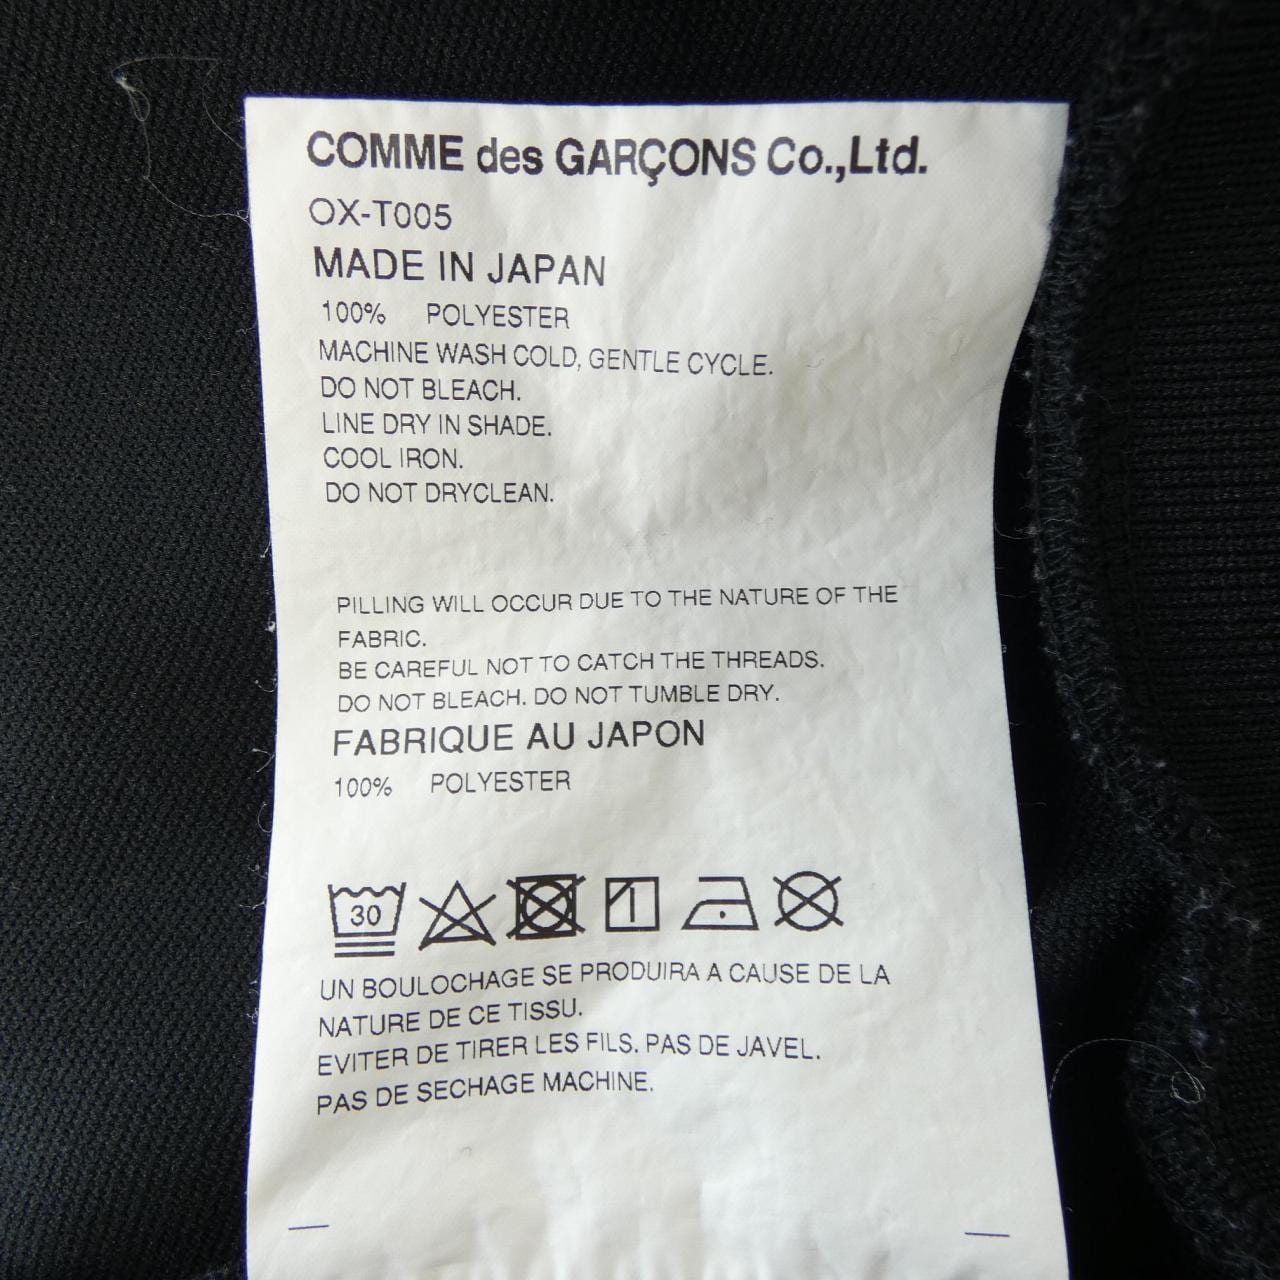 COMME des GARÇONS Co.,Ltd.
OX-T005
MADE IN JAPAN
100% POLYESTER
MACHINE WASH COLD, GENTLE CYCLE.
DO NOT BLEACH.
LINE DRY IN SHADE.
COOL IRON.
DO NOT DRYCLEAN.
PILLING WILL OCCUR DUE TO THE NATURE OF THE
FABRIC.
BE CAREFUL NOT TO CATCH THE THREADS.
DO NOT BLEACH. DO NOT TUMBLE DRY.
FABRIQUE AU JAPON
100% POLYESTER
30
UN BOULOCHAGE SE PRODUIRA A CAUSE DE LA
NATURE DE CE TISSU.
EVITER DE TIRER LES FILS. PAS DE JAVEL.
PAS DE SECHAGE MACHINE.